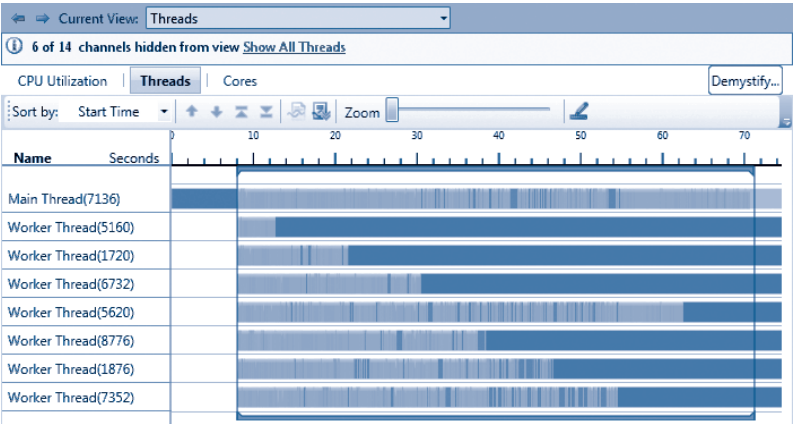 Current View: Threads
6 of 14 channels hidden from view Show All Threads
CPU Utilization Threads Cores Demystify...
Sort by: Start Time Zoom
0 10 20 30 40 50 60 70
Name Seconds
Main Thread(7136)
Worker Thread(5160)
Worker Thread(1720)
Worker Thread(6732)
Worker Thread(5620)
Worker Thread(8776)
Worker Thread(1876)
Worker Thread(7352)